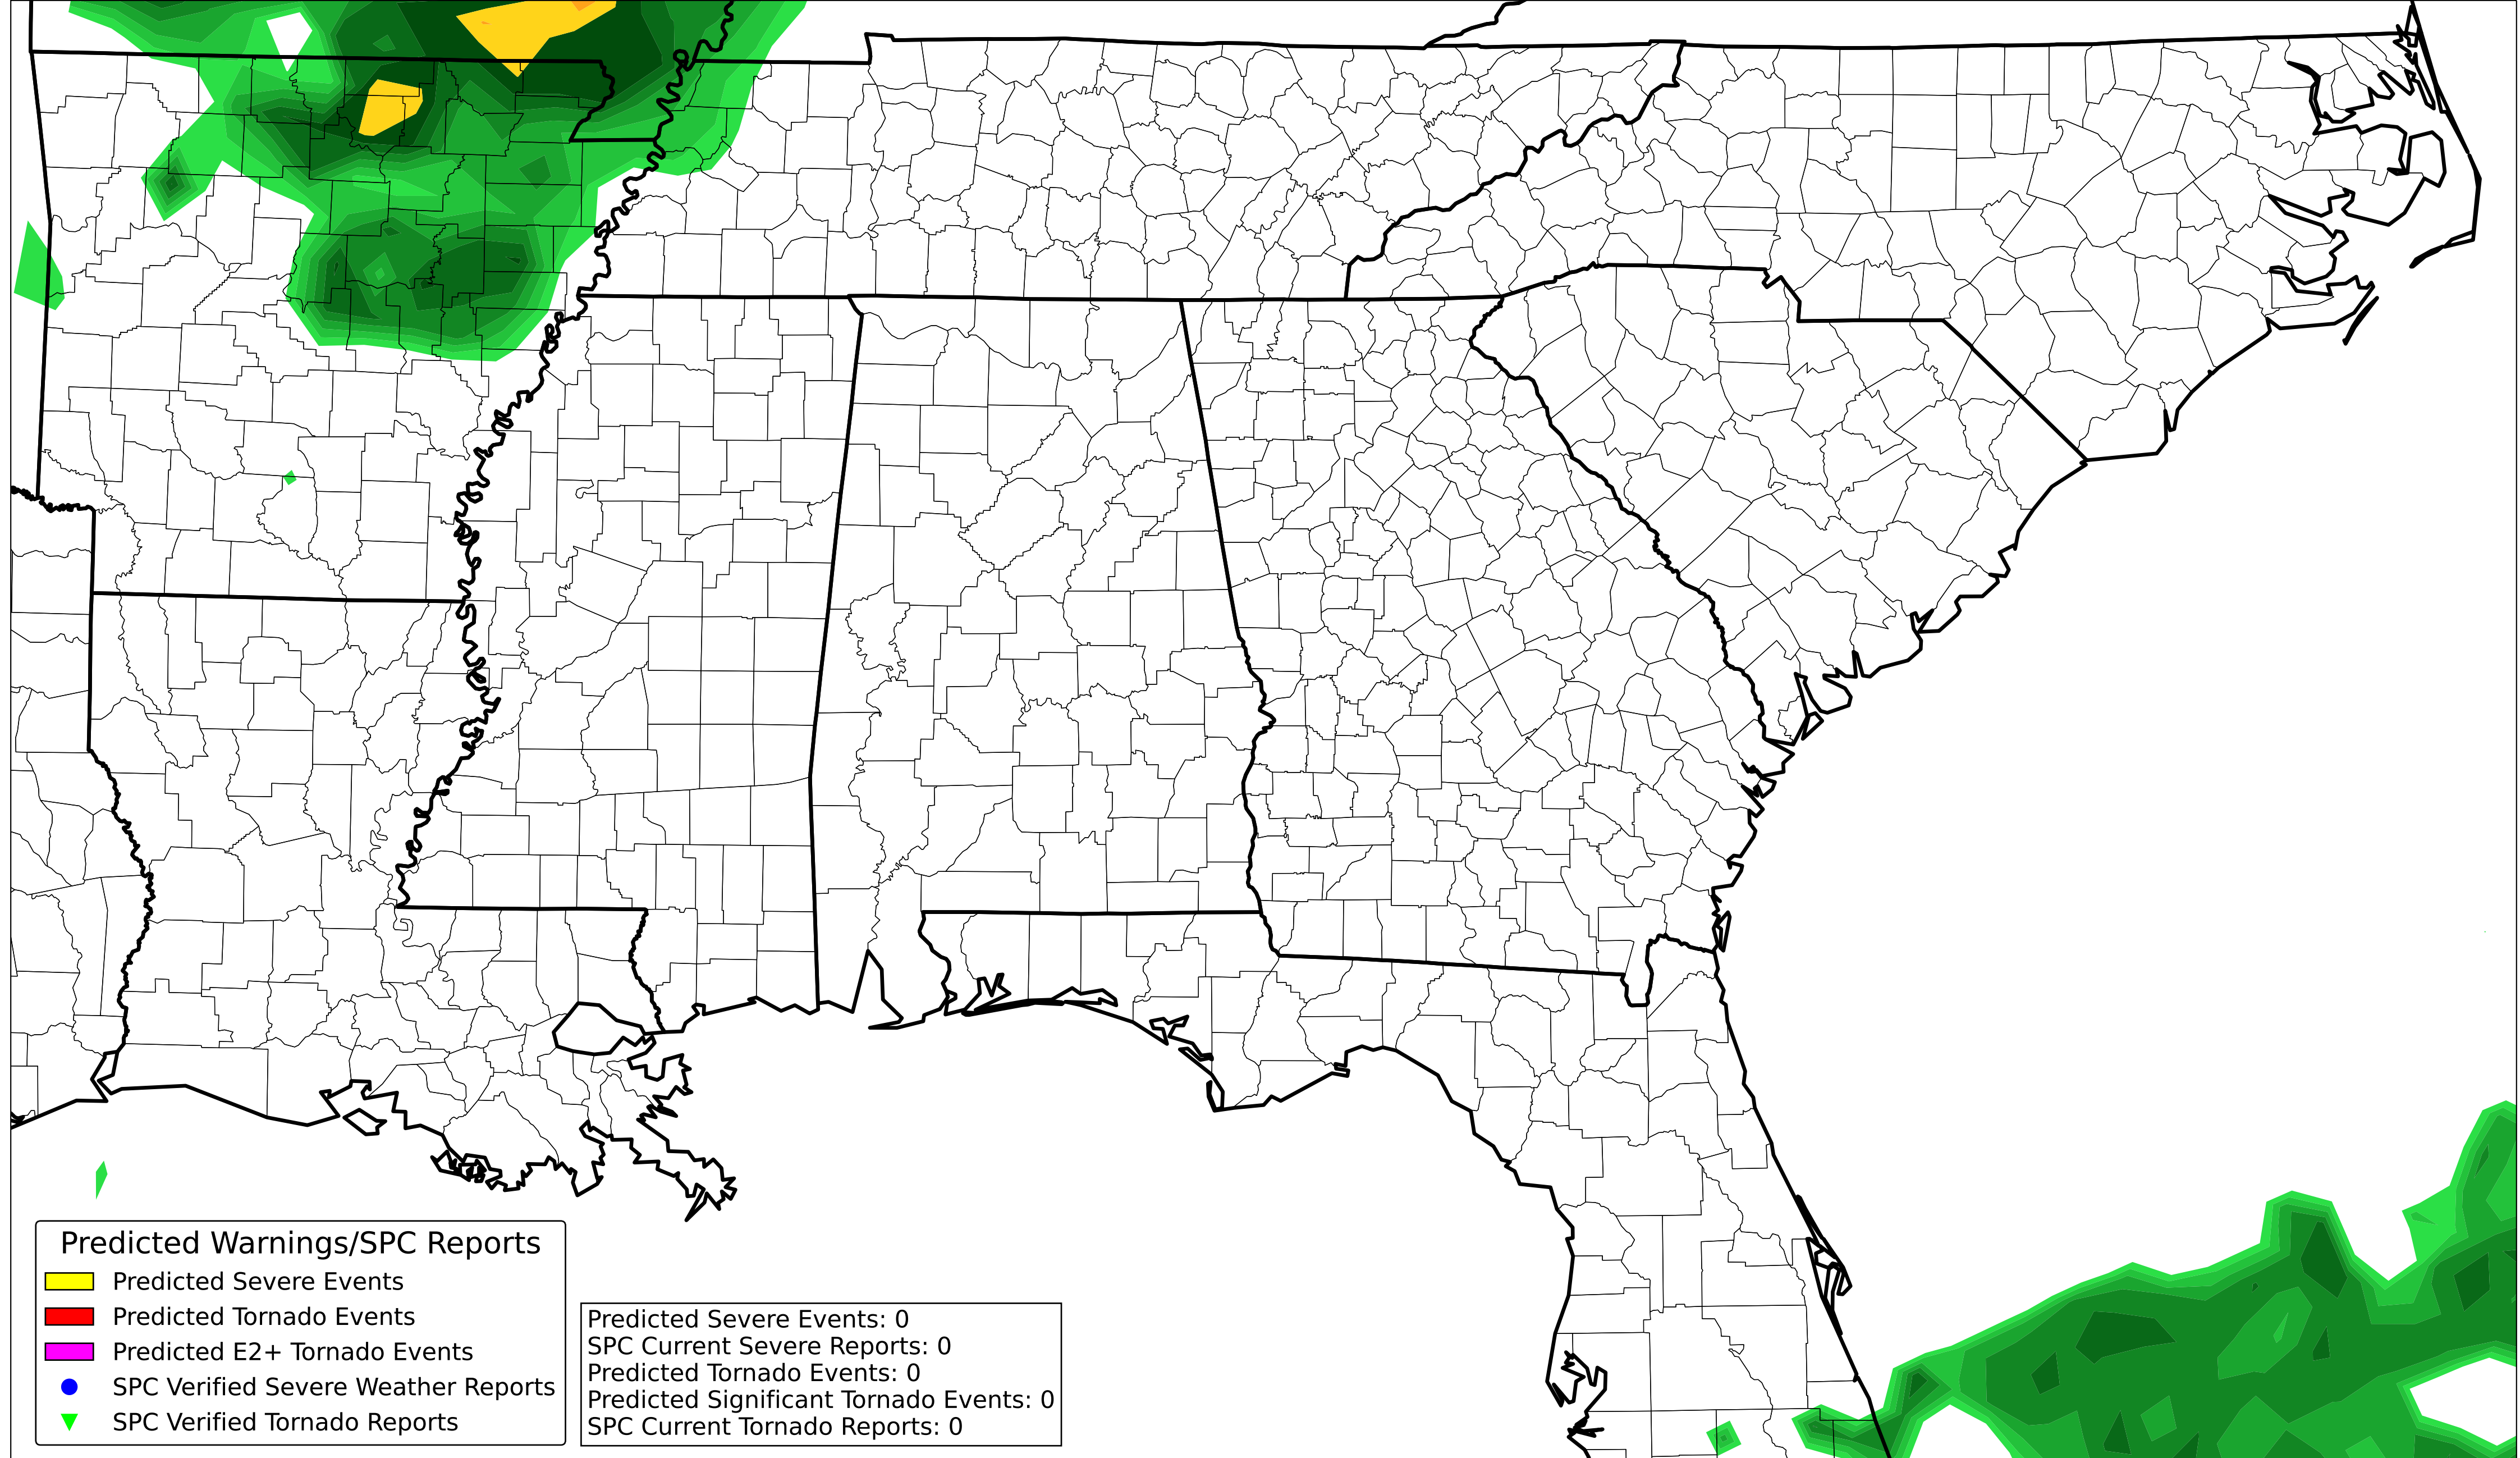 Predicted Warnings/SPC Reports
Predicted Severe Events
Predicted Tornado Events
Predicted E2+ Tornado Events
SPC Verified Severe Weather Reports
SPC Verified Tornado Reports
Predicted Severe Events: 0
SPC Current Severe Reports: 0
Predicted Tornado Events: 0
Predicted Significant Tornado Events: 0
SPC Current Tornado Reports: 0